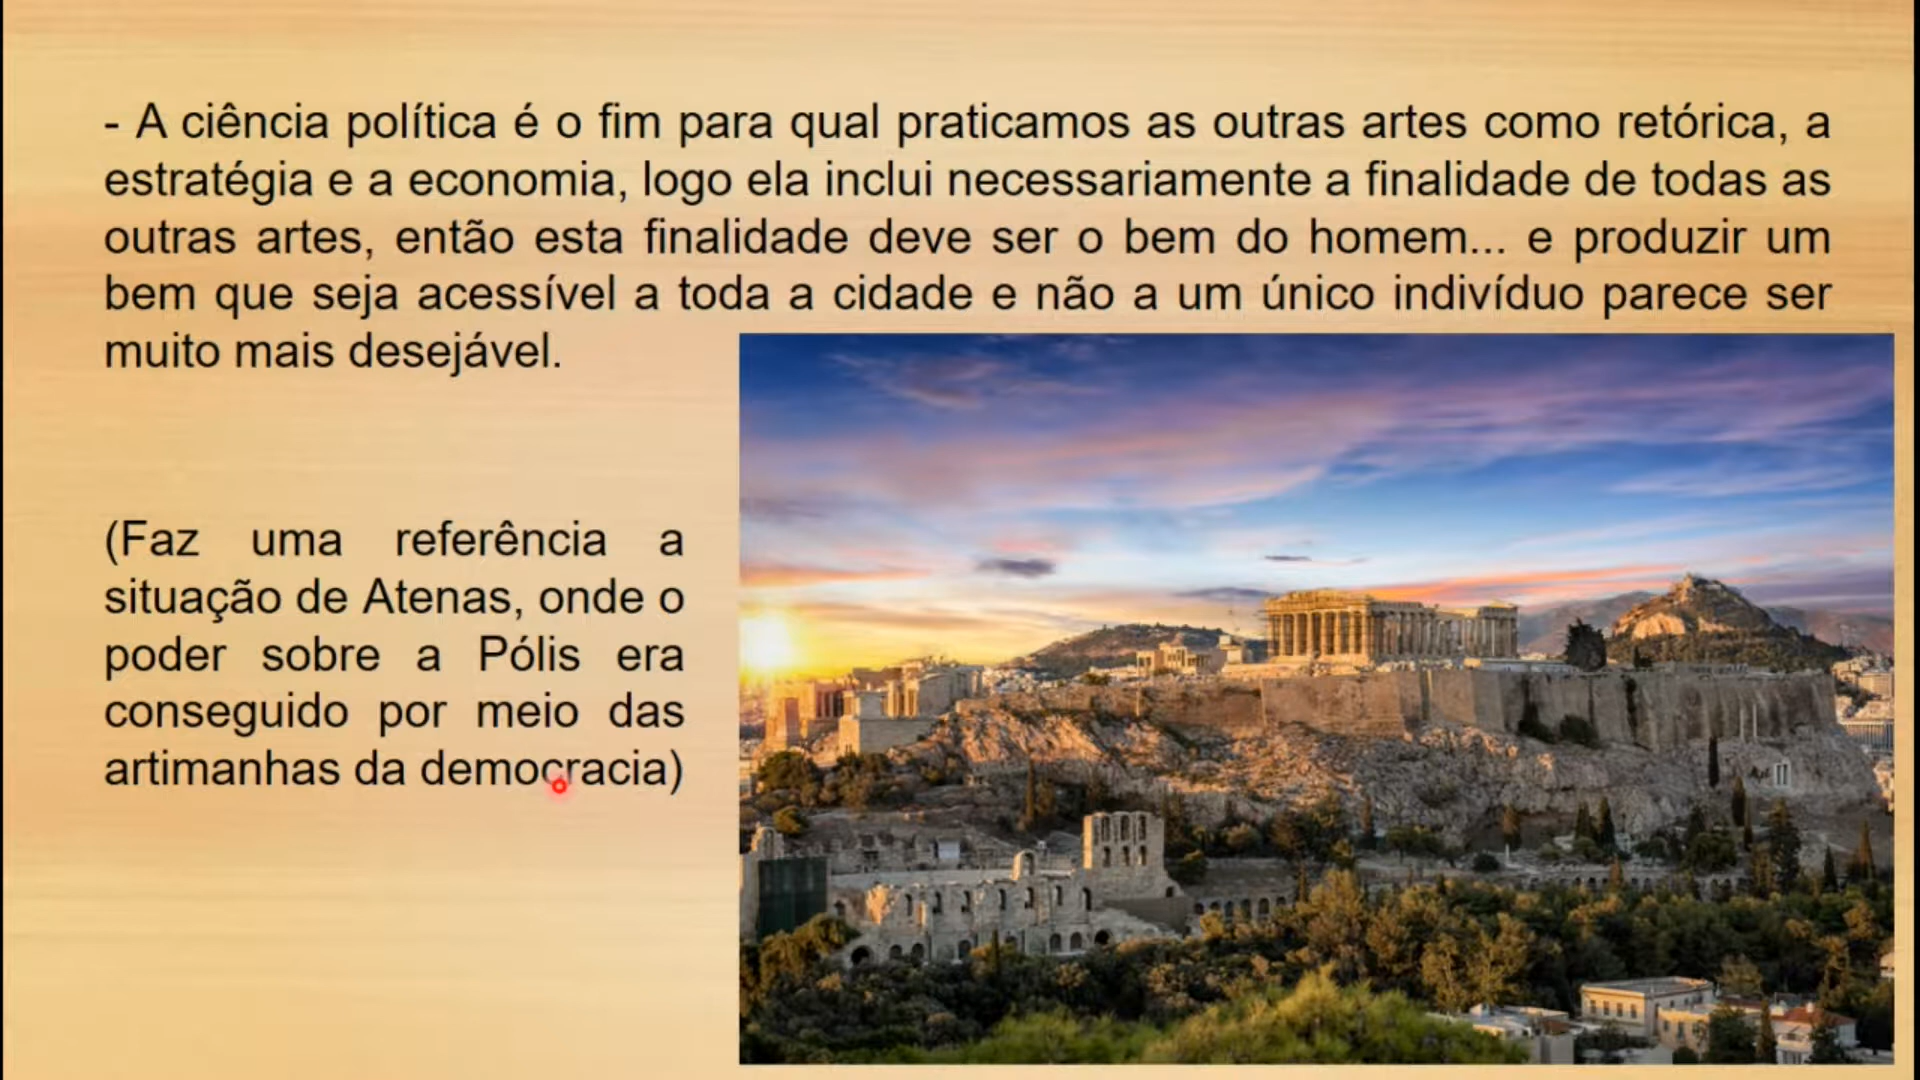 - A ciência política é o fim para qual praticamos as outras artes como retórica, a
estratégia e a economia, logo ela inclui necessariamente a finalidade de todas as
outras artes, então esta finalidade deve ser o bem do homem... e produzir um
bem que seja acessível a toda a cidade e não a um único indivíduo parece ser
muito mais desejável.
(Faz uma referência a
situação de Atenas, onde o
poder sobre a Pólis era
conseguido por meio das
artimanhas da democracia)